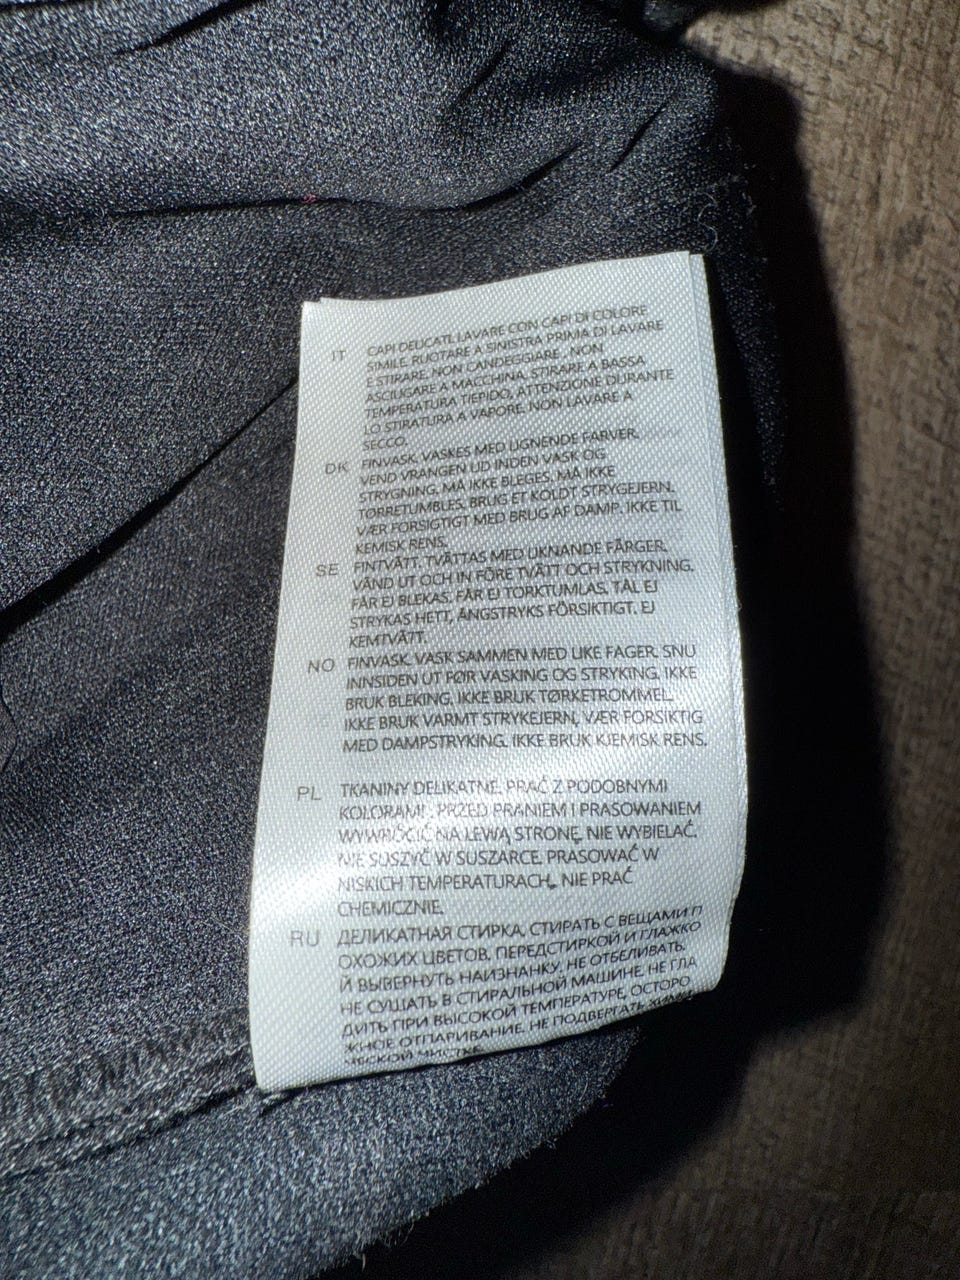 IT CAPI DELICATI, LAVARE CON CAPI DI COLORE
SIMILE. RUOTARE A SINISTRA PRIMA DI LAVARE
E STIRARE, NON CANDEGGIARE , NON
ASCIUGARE A MACCHINA, STIRARE A BASSA
TEMPERATURA TIEPIDO, ATTENZIONE DURANTE
LO STIRATURA A VAPORE, NON LAVARE A
SECCO.
DK FINVASK, VASKES MED LIGNENDE FARVER,
VEND VRANGEN UD INDEN VASK OG
STRYGNING, MÅ IKKE BLEGES, MÅ IKKE
TØRRETUMBLES, BRUG ET KOLDT STRYGEJERN,
VÆR FORSIGTIGT MED BRUG AF DAMP. IKKE TIL
KEMISK RENS.
SE FINTVÄTT. TVÄTTAS MED LIKNANDE FÄRGER,
VÄND UT OCH IN FÖRE TVÄTT OCH STRYKNING.
FÅR EJ BLEKAS. FÅR EJ TORKTUMLAS, TÅL EJ
STRYKAS HETT, ÅNGSTRYKS FÖRSIKTIGT. EJ
KEMTVÄTT.
NO FINVASK, VASK SAMMEN MED LIKE FAGER. SNU
INNSIDEN UT FØR VASKING OG STRYKING, IKKE
BRUK BLEKING, IKKE BRUK TØRKETROMMEL,
IKKE BRUK VARMT STRYKEJERN, VÆR FORSIKTIG
MED DAMPSTRYKING, IKKE BRUK KJEMISK RENS.
PL TKANINY DELIKATNE, PRAĆ Z PODOBNYMI
KOLORAMI, PRZED PRANIEM I PRASOWANIEM
WYWRÓCIĆ NA LEWĄ STRONĘ, NIE WYBIELAĆ,
NIE SUSZYĆ W SUSZARCE, PRASOWAĆ W
NISKICH TEMPERATURACH,, NIE PRAĆ
CHEMICZNIE,
RU ДЕЛИКАТНАЯ СТИРКА, СТИРАТЬ С ВЕЩАМИ П
ОХОЖИХ ЦВЕТОВ, ПЕРЕДСТИРКОЙ И ГЛАЖКО
Й ВЫВЕРНУТЬ НАИЗНАНКУ, НЕ ОТБЕЛИВАТЬ,
НЕ СУШАТЬ В СТИРАЛЬНОЙ МАШИНЕ, НЕ ГЛА
ДИТЬ ПРИ ВЫСОКОЙ ТЕМПЕРАТУРЕ, ОСТОРО
ЖНОЕ ОТПАРИВАНИЕ, НЕ ПОДВЕРГАТЬ ХИМИ
ЧЕСКОЙ ЧИСТКЕ